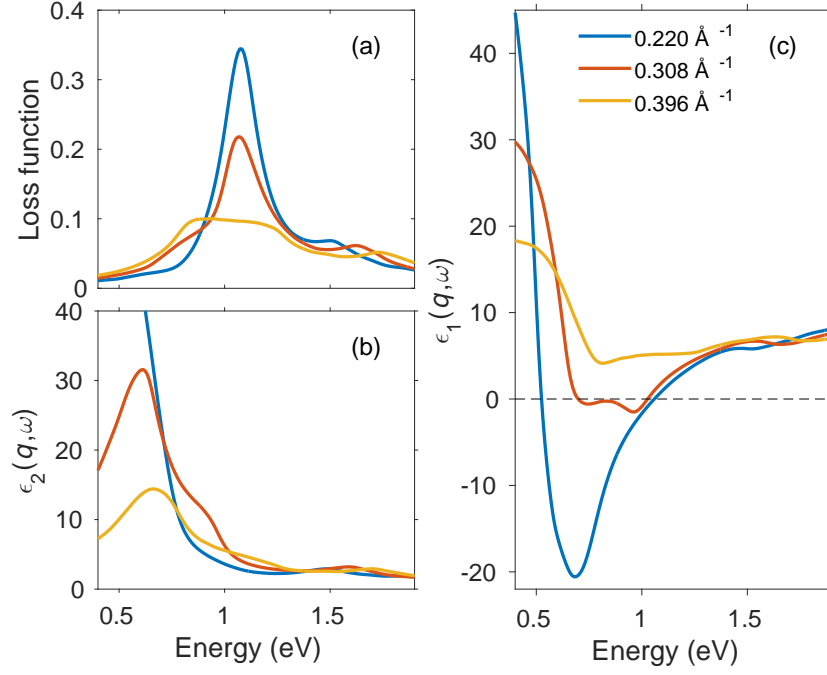 0.4
0.3
0.2
0.1
0
Loss function
(a)
40
30
20
10
0
ϵ2(q,ω)
(b)
0.5 1 1.5
Energy (eV)
40
30
20
10
0
-10
-20
ϵ1(q,ω)
0.220 Å -1
0.308 Å -1
0.396 Å -1
(c)
0.5 1 1.5
Energy (eV)